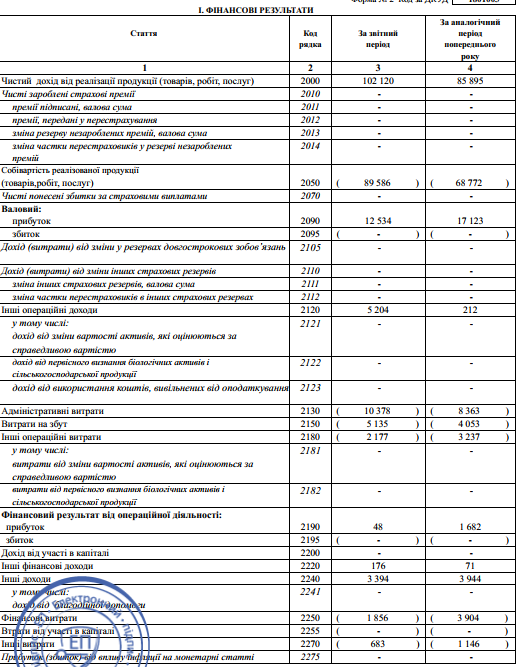 Форма № 2 Код за ДКУД 1801003
I. ФІНАНСОВІ РЕЗУЛЬТАТИ
Стаття Код рядка За звітний період За аналогічний період попереднього року
1 2 3 4
Чистий дохід від реалізації продукції (товарів, робіт, послуг) 2000 102 120 85 895
Чисті зароблені страхові премії 2010 - -
премії підписані, валова сума 2011 - -
премії, передані у перестрахування 2012 - -
зміна резерву незароблених премій, валова сума 2013 - -
зміна частки перестраховиків у резерві незароблених
премій 2014 - -
Собівартість реалізованої продукції
(товарів,робіт, послуг) 2050 ( 89 586 ) ( 68 772 )
Чисті понесені збитки за страховими виплатами 2070 - -
Валовий:
прибуток 2090 12 534 17 123
збиток 2095 ( - ) ( - )
Дохід (витрати) від зміни у резервах довгострокових зобов’язань 2105 - -
Дохід (витрати) від зміни інших страхових резервів 2110 - -
зміна інших страхових резервів, валова сума 2111 - -
зміна частки перестраховиків в інших страхових резервах 2112 - -
Інші операційні доходи 2120 5 204 212
у тому числі: 2121 - -
дохід від зміни вартості активів, які оцінюються за
справедливою вартістю
дохід від первісного визнання біологічних активів і
сільськогосподарської продукції 2122 - -
дохід від використання коштів, вивільнених від оподаткування 2123 - -
Адміністративні витрати 2130 ( 10 378 ) ( 8 363 )
Витрати на збут 2150 ( 5 135 ) ( 4 053 )
Інші операційні витрати 2180 ( 2 177 ) ( 3 237 )
у тому числі: 2181 - -
витрати від зміни вартості активів, які оцінюються за
справедливою вартістю
витрати від первісного визнання біологічних активів і
сільськогосподарської продукції 2182 - -
Фінансовий результат від операційної діяльності:
прибуток 2190 48 1 682
збиток 2195 ( - ) ( - )
Дохід від участі в капіталі 2200 - -
Інші фінансові доходи 2220 176 71
Інші доходи 2240 3 394 3 944
у тому числі: 2241 - -
дохід від благодійної допомоги
Фінансові витрати 2250 ( 1 856 ) ( 3 904 )
Втрати від участі в капіталі 2255 ( - ) ( - )
Інші витрати 2270 ( 683 ) ( 1 146 )
Прибуток (збиток) від впливу інфляції на монетарні статті 2275 - -
ЕП